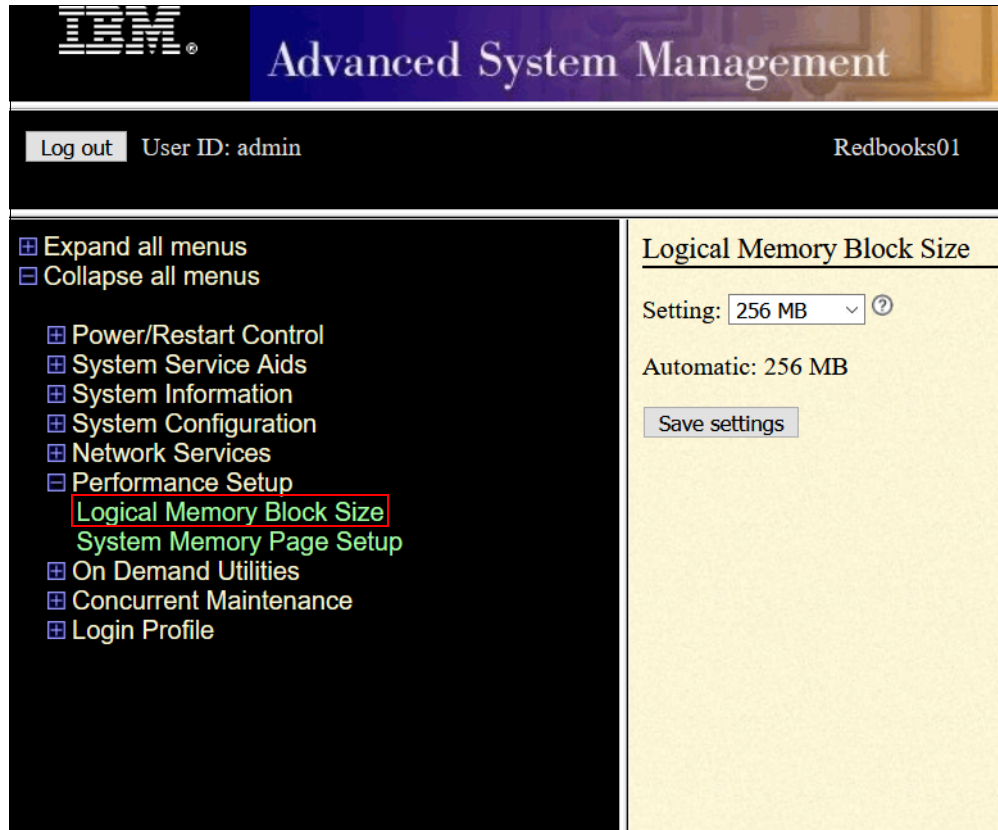 IBM®
Advanced System Management
Log out User ID: admin Redbooks01
Expand all menus
Collapse all menus
Power/Restart Control
System Service Aids
System Information
System Configuration
Network Services
Performance Setup
Logical Memory Block Size
System Memory Page Setup
On Demand Utilities
Concurrent Maintenance
Login Profile
Logical Memory Block Size
Setting: 256 MB ?
Automatic: 256 MB
Save settings